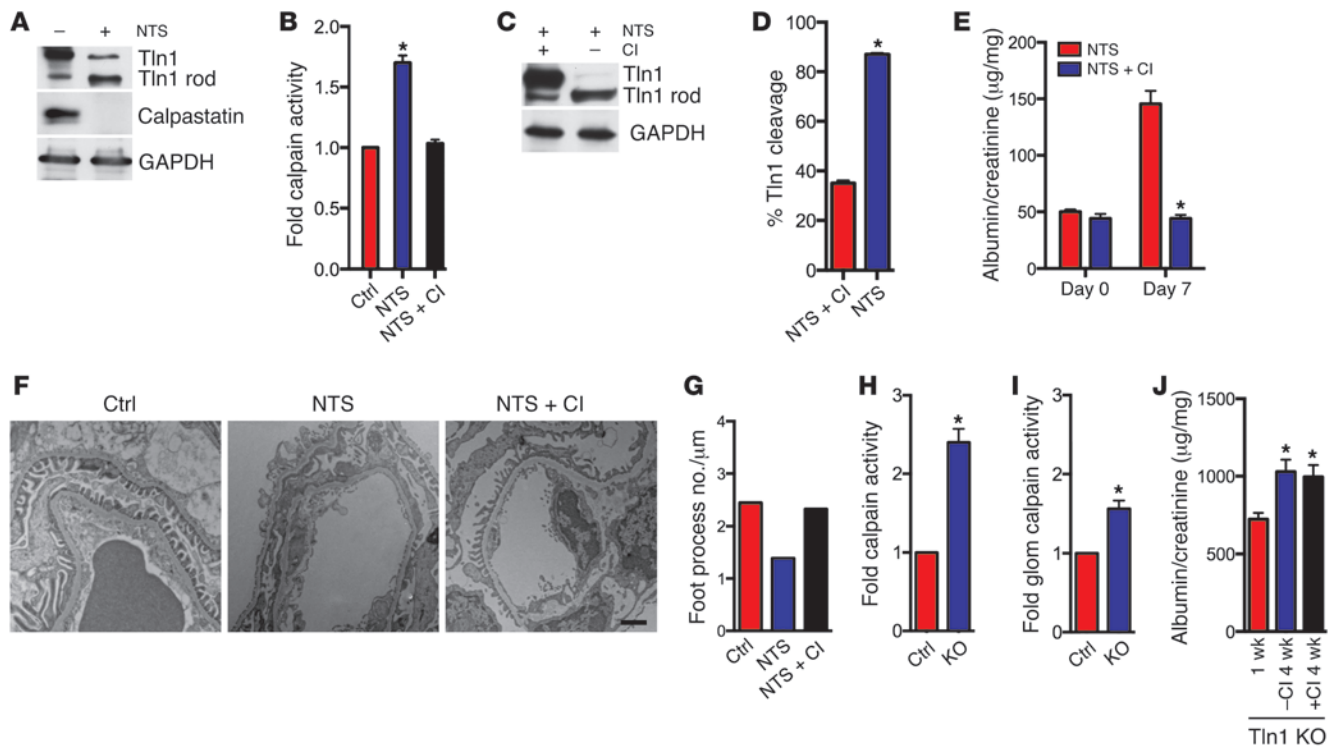 A
– + NTS
Tln1
Tln1 rod
Calpastatin
GAPDH
B
Fold calpain activity
2.0
1.5
1.0
0.5
0.0
*
Ctrl
NTS
NTS + CI
C
+ + NTS
+ – CI
Tln1
Tln1 rod
GAPDH
D
% Tln1 cleavage
100
80
60
40
20
0
*
NTS + CI
NTS
E
Albumin/creatinine (µg/mg)
200
150
100
50
0
NTS
NTS + CI
*
Day 0 Day 7
F
Ctrl NTS NTS + CI
G
Foot process no./µm
4
3
2
1
0
Ctrl
NTS
NTS + CI
H
Fold calpain activity
3
2
1
0
*
Ctrl
KO
I
Fold glom calpain activity
3
2
1
0
*
Ctrl
KO
J
Albumin/creatinine (µg/mg)
1500
1000
500
0
* *
1 wk
–CI 4 wk
+CI 4 wk
Tln1 KO